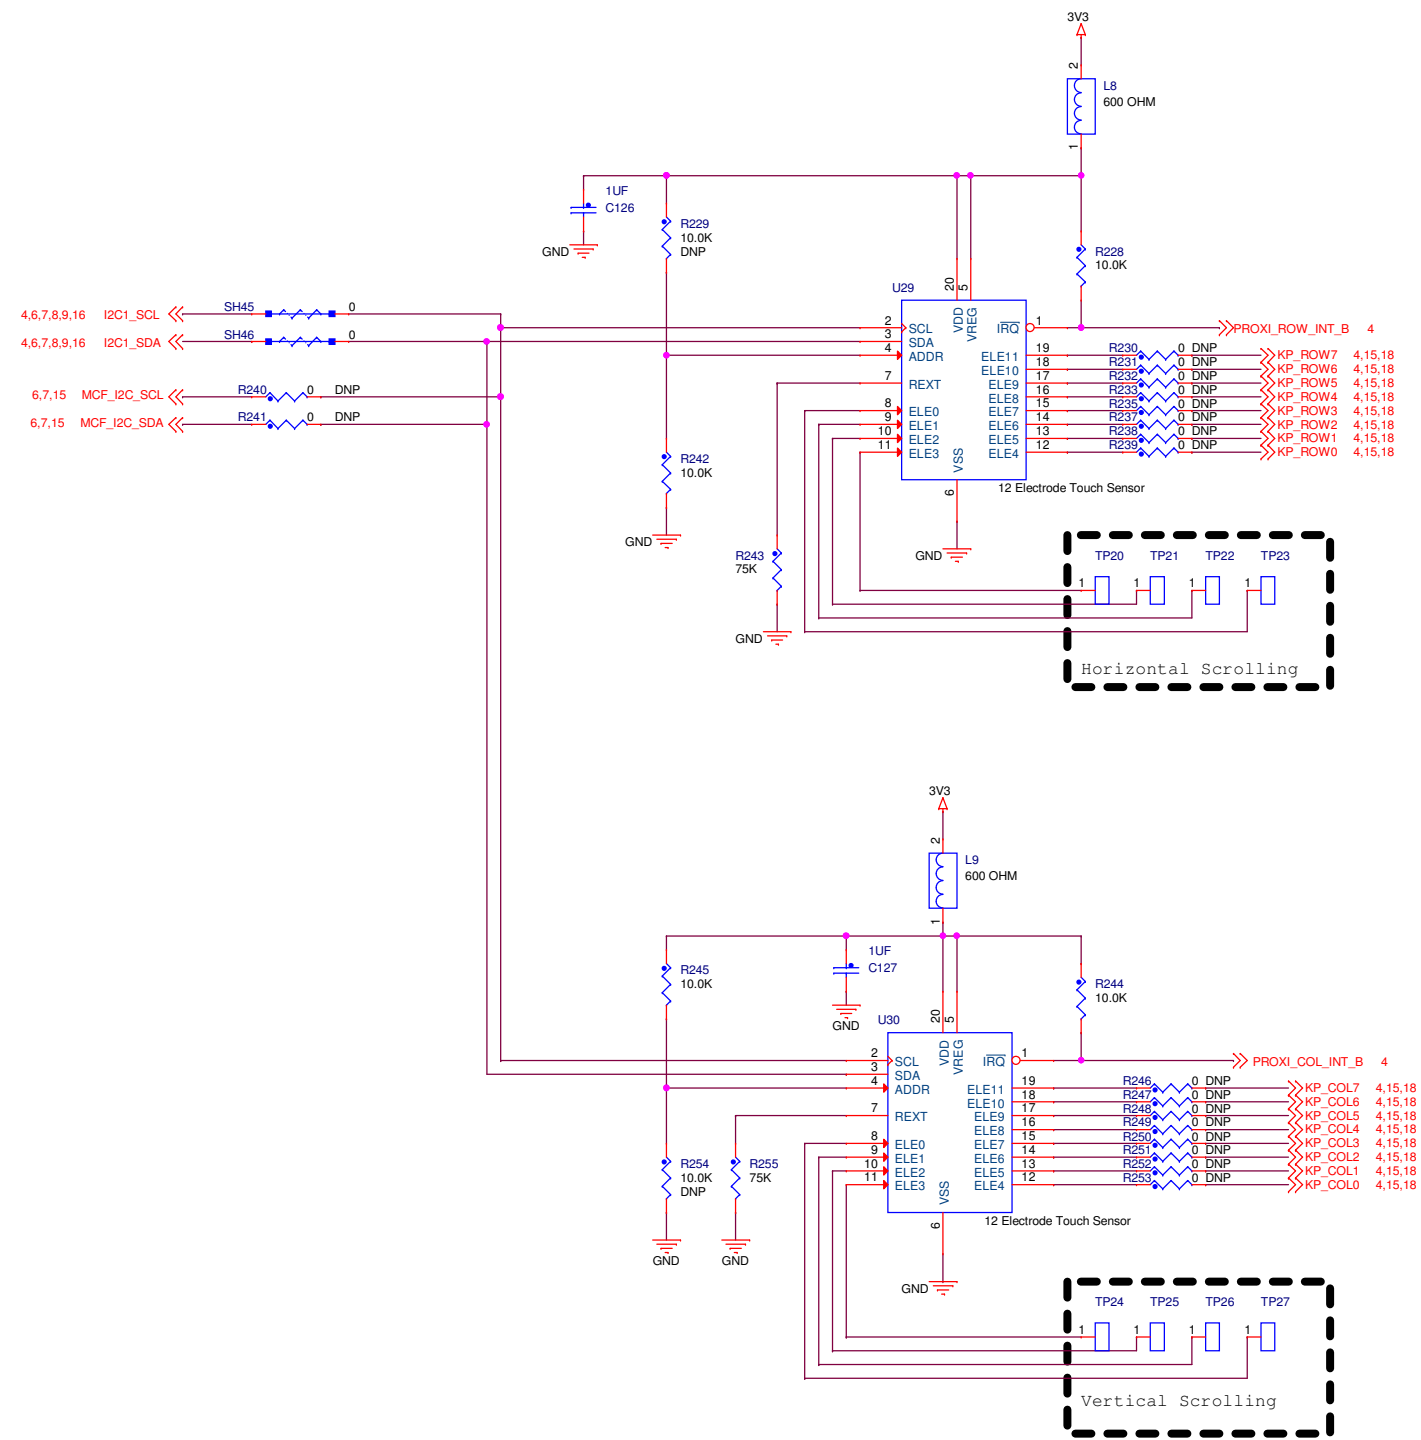 3V3
2
L8
600 OHM
1
1UF
C126
GND
R229
10.0K
DNP
R228
10.0K
U29
20
5
4,6,7,8,9,16 I2C1_SCL
SH45
0
4,6,7,8,9,16 I2C1_SDA
SH46
0
6,7,15 MCF_I2C_SCL
R240
0 DNP
6,7,15 MCF_I2C_SDA
R241
0 DNP
2 SCL
3 SDA
4 ADDR
7 REXT
8 ELE0
9 ELE1
10 ELE2
11 ELE3
VDD
VREG
VSS
6
IRQ 1
PROXI_ROW_INT_B 4
ELE11 19 R230 0 DNP KP_ROW7 4,15,18
ELE10 18 R231 0 DNP KP_ROW6 4,15,18
ELE9 17 R232 0 DNP KP_ROW5 4,15,18
ELE8 16 R233 0 DNP KP_ROW4 4,15,18
ELE7 15 R235 0 DNP KP_ROW3 4,15,18
ELE6 14 R237 0 DNP KP_ROW2 4,15,18
ELE5 13 R238 0 DNP KP_ROW1 4,15,18
ELE4 12 R239 0 DNP KP_ROW0 4,15,18
12 Electrode Touch Sensor
R242
10.0K
GND
R243
75K
GND
GND
TP20 TP21 TP22 TP23
1 1 1 1
Horizontal Scrolling
3V3
2
L9
600 OHM
1
R245
10.0K
1UF
C127
GND
R244
10.0K
U30
20
5
2 SCL
3 SDA
4 ADDR
7 REXT
8 ELE0
9 ELE1
10 ELE2
11 ELE3
VDD
VREG
VSS
6
IRQ 1
PROXI_COL_INT_B 4
ELE11 19 R246 0 DNP KP_COL7 4,15,18
ELE10 18 R247 0 DNP KP_COL6 4,15,18
ELE9 17 R248 0 DNP KP_COL5 4,15,18
ELE8 16 R249 0 DNP KP_COL4 4,15,18
ELE7 15 R250 0 DNP KP_COL3 4,15,18
ELE6 14 R251 0 DNP KP_COL2 4,15,18
ELE5 13 R252 0 DNP KP_COL1 4,15,18
ELE4 12 R253 0 DNP KP_COL0 4,15,18
12 Electrode Touch Sensor
R254
10.0K
DNP
GND
R255
75K
GND
GND
TP24 TP25 TP26 TP27
1 1 1 1
Vertical Scrolling